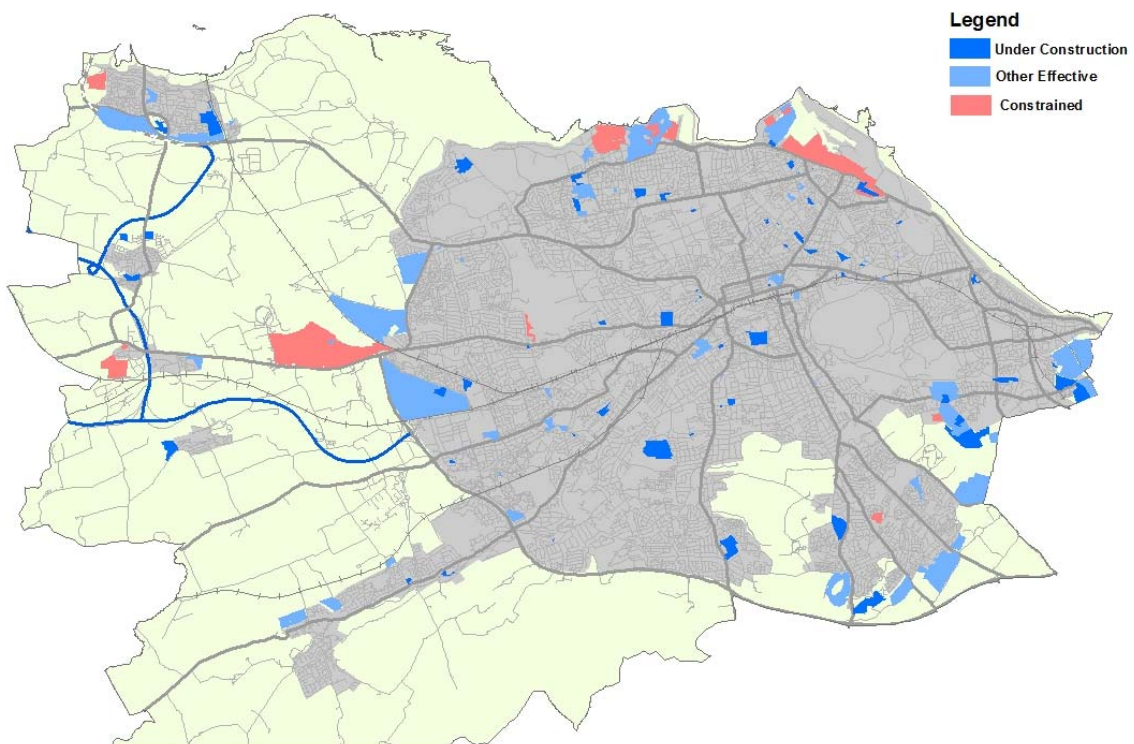 Legend
Under Construction
Other Effective
Constrained